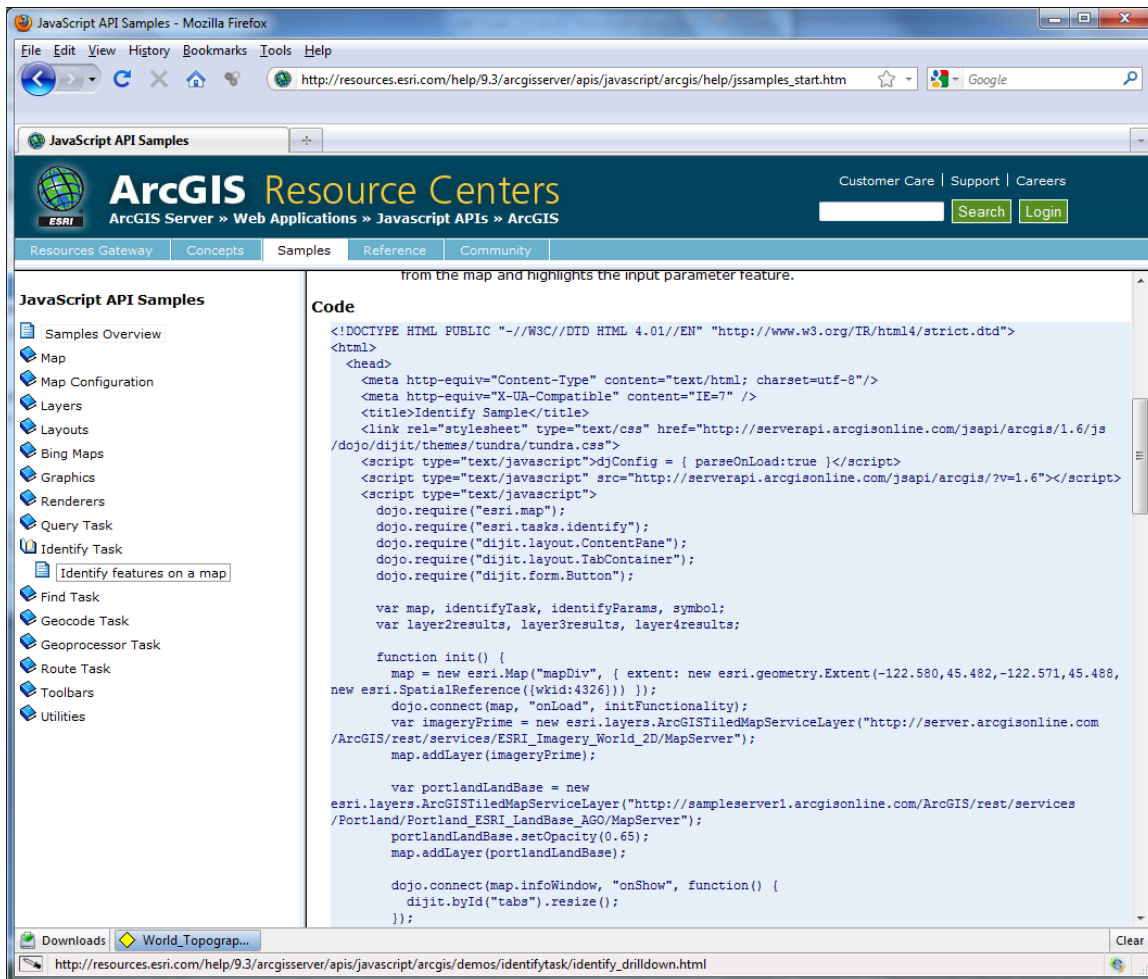 JavaScript API Samples - Mozilla Firefox
File Edit View History Bookmarks Tools Help
http://resources.esri.com/help/9.3/arcgisserver/apis/javascript/arcgis/help/jssamples_start.htm
Google
JavaScript API Samples
ESRI
ArcGIS Resource Centers
ArcGIS Server » Web Applications » Javascript APIs » ArcGIS
Customer Care | Support | Careers
Search Login
Resources Gateway Concepts Samples Reference Community
JavaScript API Samples
Samples Overview
Map
Map Configuration
Layers
Layouts
Bing Maps
Graphics
Renderers
Query Task
Identify Task
Identify features on a map
Find Task
Geocode Task
Geoprocessor Task
Route Task
Toolbars
Utilities
from the map and highlights the input parameter feature.
Code
<!DOCTYPE HTML PUBLIC "-//W3C//DTD HTML 4.01//EN" "http://www.w3.org/TR/html4/strict.dtd">
<html>
<head>
<meta http-equiv="Content-Type" content="text/html; charset=utf-8"/>
<meta http-equiv="X-UA-Compatible" content="IE=7" />
<title>Identify Sample</title>
<link rel="stylesheet" type="text/css" href="http://serverapi.arcgisonline.com/jsapi/arcgis/1.6/js
/dojo/dijit/themes/tundra/tundra.css">
<script type="text/javascript">djConfig = { parseOnLoad:true }</script>
<script type="text/javascript" src="http://serverapi.arcgisonline.com/jsapi/arcgis/?v=1.6"></script>
<script type="text/javascript">
dojo.require("esri.map");
dojo.require("esri.tasks.identify");
dojo.require("dijit.layout.ContentPane");
dojo.require("dijit.layout.TabContainer");
dojo.require("dijit.form.Button");
var map, identifyTask, identifyParams, symbol;
var layer2results, layer3results, layer4results;
function init() {
map = new esri.Map("mapDiv", { extent: new esri.geometry.Extent(-122.580,45.482,-122.571,45.488,
new esri.SpatialReference({wkid:4326})) });
dojo.connect(map, "onLoad", initFunctionality);
var imageryPrime = new esri.layers.ArcGISTiledMapServiceLayer("http://server.arcgisonline.com
/ArcGIS/rest/services/ESRI_Imagery_World_2D/MapServer");
map.addLayer(imageryPrime);
var portlandLandBase = new
esri.layers.ArcGISTiledMapServiceLayer("http://sampleserver1.arcgisonline.com/ArcGIS/rest/services
/Portland/Portland_ESRI_LandBase_AGO/MapServer");
portlandLandBase.setOpacity(0.65);
map.addLayer(portlandLandBase);
dojo.connect(map.infoWindow, "onShow", function() {
dijit.byId("tabs").resize();
});
Downloads World_Topograp... Clear
http://resources.esri.com/help/9.3/arcgisserver/apis/javascript/arcgis/demos/identifytask/identify_drilldown.html